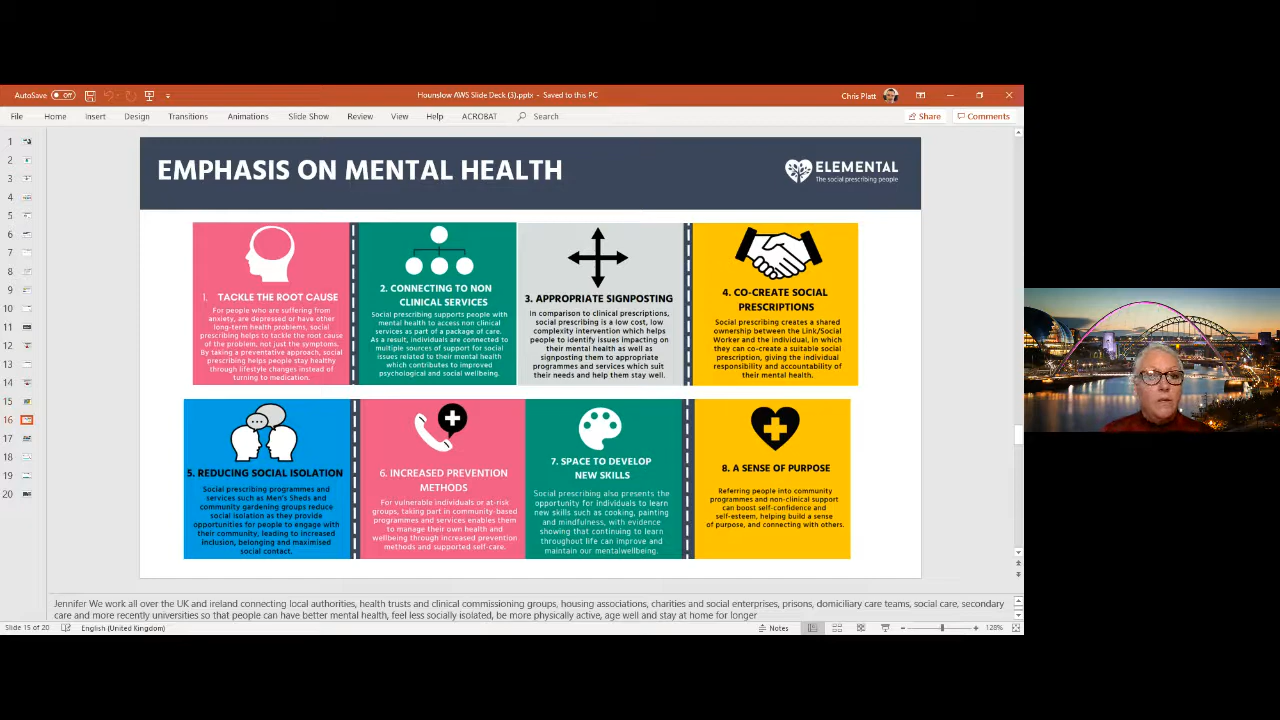 AutoSave Off
Hounslow AWS Slide Deck (3).pptx - Saved to this PC
Chris Platt
File Home Insert Design Transitions Animations Slide Show Review View Help ACROBAT Search
Share Comments
1
2
3
4
5
6
7
8
9
10
11
12
13
14
15
16
17
18
19
20
EMPHASIS ON MENTAL HEALTH
ELEMENTAL
The social prescribing people
1. TACKLE THE ROOT CAUSE
For people who are suffering from
anxiety, are depressed or have other
long-term health problems, social
prescribing helps to tackle the root cause
of the problem, not just the symptoms.
By taking a preventative approach, social
prescribing helps people stay healthy
through lifestyle changes instead of
turning to medication.
2. CONNECTING TO NON
CLINICAL SERVICES
Social prescribing supports people with
mental health to access non clinical
services as part of a package of care.
As a result, individuals are connected to
multiple sources of support for social
issues related to their mental health
which contributes to improved
psychological and social wellbeing.
3. APPROPRIATE SIGNPOSTING
In comparison to clinical prescriptions,
social prescribing is a low cost, low
complexity intervention which helps
people to identify issues impacting on
their mental health as well as
signposting them to appropriate
programmes and services which suit
their needs and help them stay well.
4. CO-CREATE SOCIAL
PRESCRIPTIONS
Social prescribing creates a shared
ownership between the Link/Social
Worker and the individual, in which
they can co-create a suitable social
prescription, giving the individual
responsibility and accountability of
their mental health.
5. REDUCING SOCIAL ISOLATION
Social prescribing programmes and
services such as Men's Sheds and
community gardening groups reduce
social isolation as they provide
opportunities for people to engage with
their community, leading to increased
inclusion, belonging and maximised
social contact.
6. INCREASED PREVENTION
METHODS
For vulnerable individuals or at-risk
groups, taking part in community-based
programmes and services enables them
to manage their own health and
wellbeing through increased prevention
methods and supported self-care.
7. SPACE TO DEVELOP
NEW SKILLS
Social prescribing also presents the
opportunity for individuals to learn
new skills such as cooking, painting
and mindfulness, with evidence
showing that continuing to learn
throughout life can improve and
maintain our mentalwellbeing.
8. A SENSE OF PURPOSE
Referring people into community
programmes and non-clinical support
can boost self-confidence and
self-esteem, helping build a sense
of purpose, and connecting with others.
Jennifer We work all over the UK and ireland connecting local authorities, health trusts and clinical commissioning groups, housing associations, charities and social enterprises, prisons, domiciliary care teams, social care, secondary
care and more recently universities so that people can have better mental health, feel less socially isolated, be more physically active, age well and stay at home for longer
Slide 15 of 20 English (United Kingdom) Notes 128%